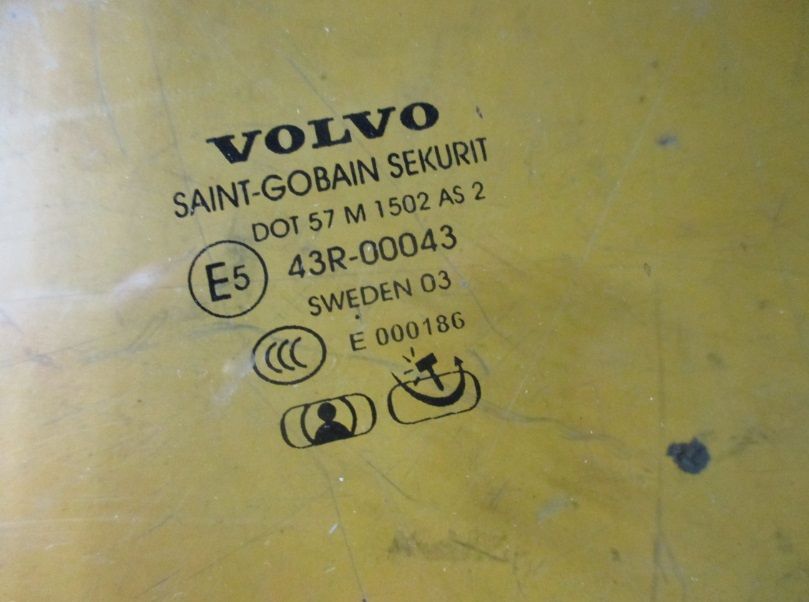 VOLVO
SAINT-GOBAIN SEKURIT
DOT 57 M 1502 AS 2
E5 43R-00043
SWEDEN 03
CCC E 000186